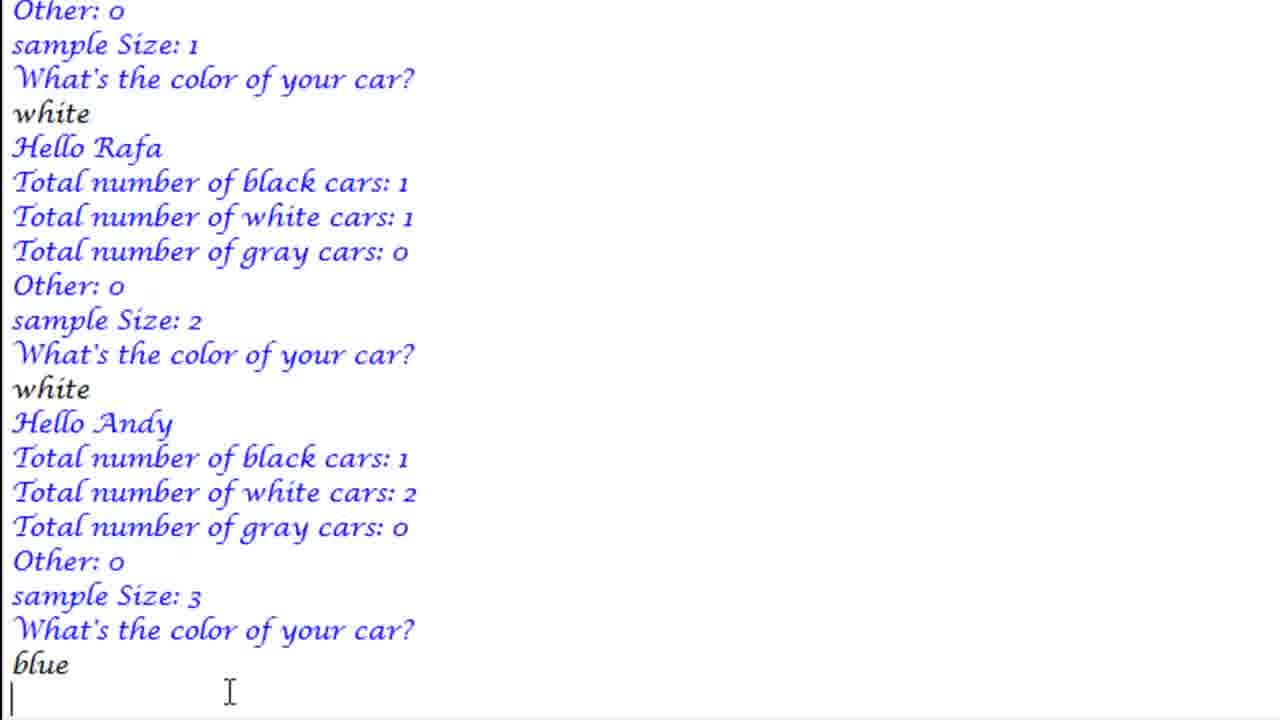 Other: 0
sample Size: 1
What's the color of your car?
white
Hello Rafa
Total number of black cars: 1
Total number of white cars: 1
Total number of gray cars: 0
Other: 0
sample Size: 2
What's the color of your car?
white
Hello Andy
Total number of black cars: 1
Total number of white cars: 2
Total number of gray cars: 0
Other: 0
sample Size: 3
What's the color of your car?
blue